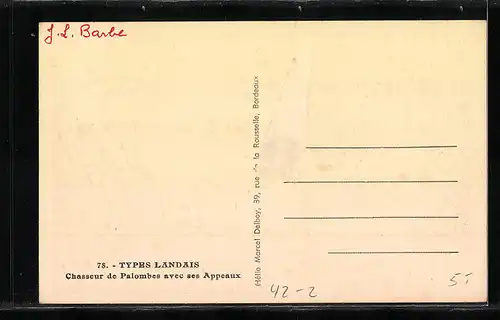 J. L. Barbe
75. - TYPES LANDAIS
Chasseur de Palombes avec ses Appeaux
Hélio Marcel Delboy, 39, rue de la Rousselle, Bordeaux
42-2
5,-